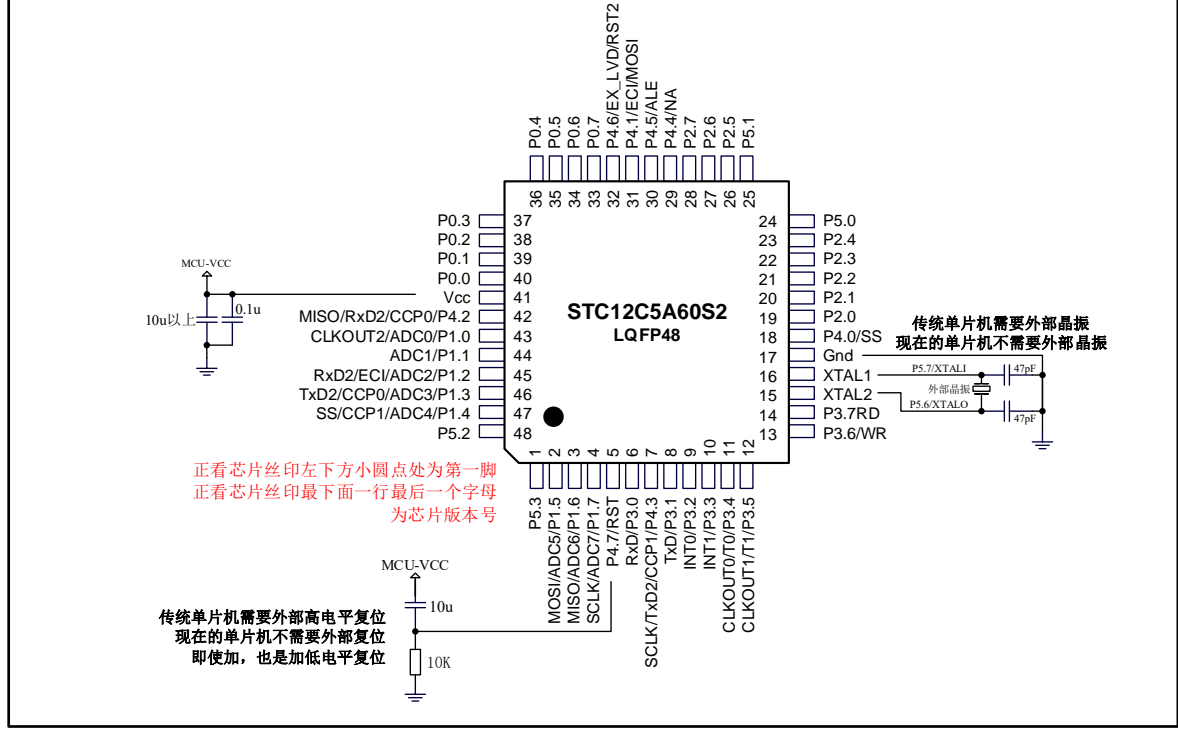 P0.4
P0.5
P0.6
P0.7
P4.6/EX_LVD/RST2
P4.1/ECI/MOSI
P4.5/ALE
P4.4/NA
P2.7
P2.6
P2.5
P5.1
36
35
34
33
32
31
30
29
28
27
26
25
P0.3
37
P0.2
38
P0.1
39
P0.0
40
Vcc
41
MISO/RxD2/CCP0/P4.2
42
CLKOUT2/ADC0/P1.0
43
ADC1/P1.1
44
RxD2/ECI/ADC2/P1.2
45
TxD2/CCP0/ADC3/P1.3
46
SS/CCP1/ADC4/P1.4
47
P5.2
48
MCU-VCC
10u以上
0.1u
STC12C5A60S2
LQFP48
24
P5.0
23
P2.4
22
P2.3
21
P2.2
20
P2.1
19
P2.0
18
P4.0/SS
17
Gnd
16
XTAL1
15
XTAL2
14
P3.7RD
13
P3.6/WR
传统单片机需要外部晶振
现在的单片机不需要外部晶振
P5.7/XTALI
47pF
外部晶振
P5.6/XTALO
47pF
1
2
3
4
5
6
7
8
9
10
11
12
P5.3
MOSI/ADC5/P1.5
MISO/ADC6/P1.6
SCLK/ADC7/P1.7
P4.7/RST
RxD/P3.0
SCLK/TxD2/CCP1/P4.3
TxD/P3.1
INT0/P3.2
INT1/P3.3
CLKOUT0/T0/P3.4
CLKOUT1/T1/P3.5
正看芯片丝印左下方小圆点处为第一脚
正看芯片丝印最下面一行最后一个字母
为芯片版本号
MCU-VCC
10u
传统单片机需要外部高电平复位
现在的单片机不需要外部复位
即使加，也是加低电平复位
10K